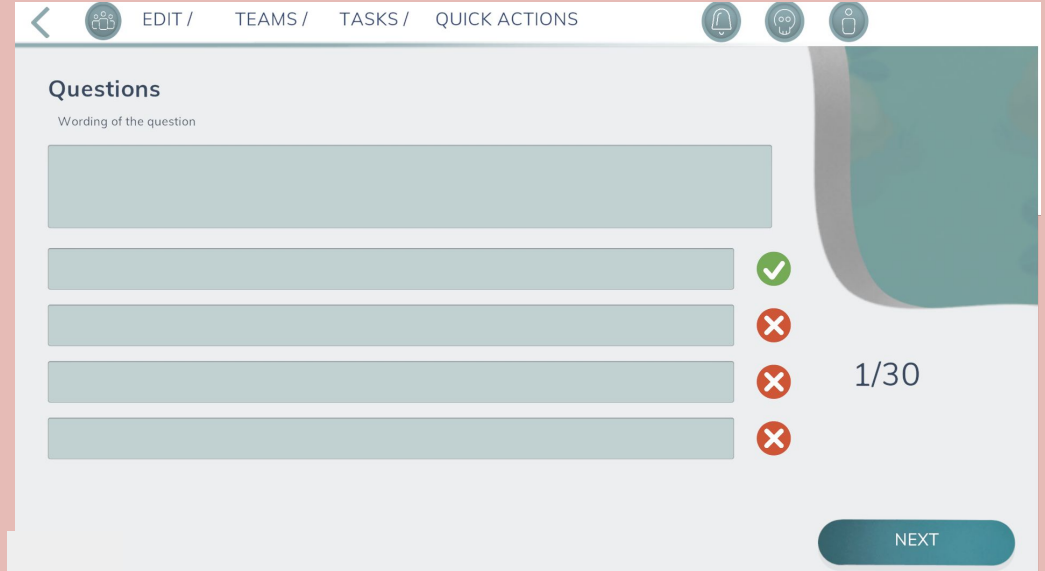 EDIT / TEAMS / TASKS / QUICK ACTIONS
Questions
Wording of the question
1/30
NEXT